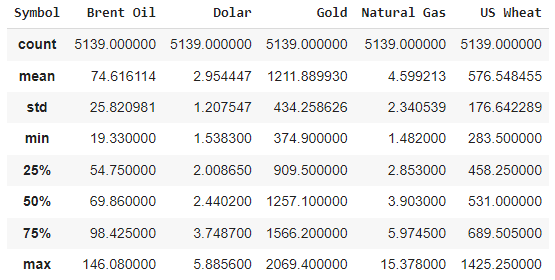 Symbol Brent Oil Dolar Gold Natural Gas US Wheat
count 5139.000000 5139.000000 5139.000000 5139.000000 5139.000000
mean 74.616114 2.954447 1211.889930 4.599213 576.548455
std 25.820981 1.207547 434.258626 2.340539 176.642289
min 19.330000 1.538300 374.900000 1.482000 283.500000
25% 54.750000 2.008650 909.500000 2.853000 458.250000
50% 69.860000 2.440200 1257.100000 3.903000 531.000000
75% 98.425000 3.748700 1566.200000 5.974500 689.505000
max 146.080000 5.885600 2069.400000 15.378000 1425.250000